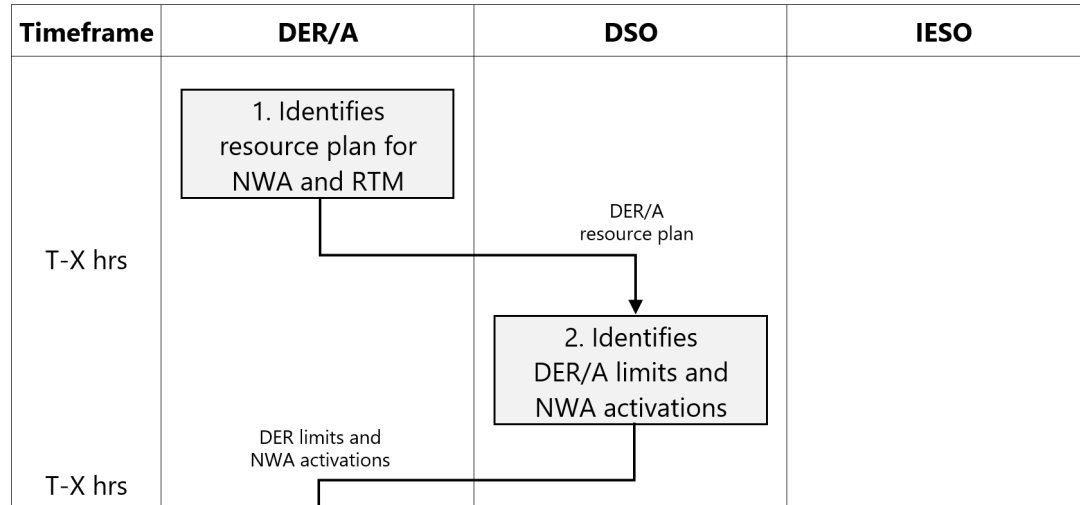 Timeframe
DER/A
DSO
IESO
1. Identifies
resource plan for
NWA and RTM
DER/A
resource plan
T-X hrs
2. Identifies
DER/A limits and
NWA activations
DER limits and
NWA activations
T-X hrs